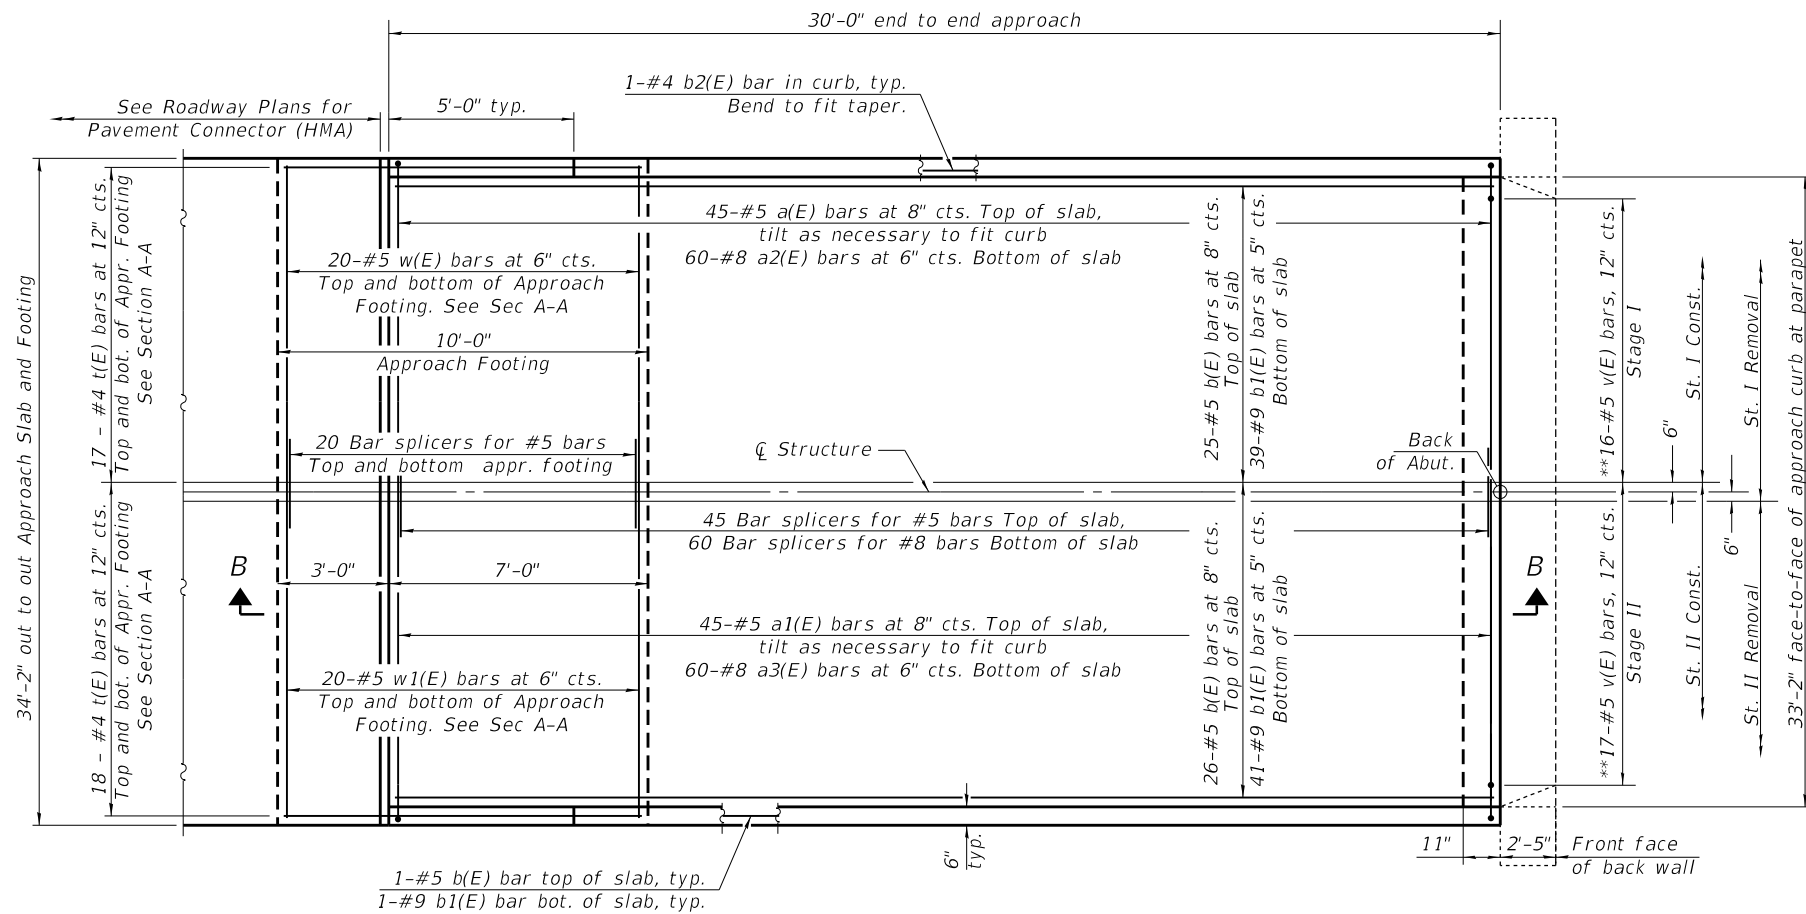 30'-0" end to end approach
1-#4 b2(E) bar in curb, typ.
Bend to fit taper.
See Roadway Plans for
Pavement Connector (HMA)
5'-0" typ.
34'-2" out to out Approach Slab and Footing
17 - #4 t(E) bars at 12" cts.
Top and bot. of Appr. Footing
See Section A-A
18 - #4 t(E) bars at 12" cts.
Top and bot. of Appr. Footing
See Section A-A
45-#5 a(E) bars at 8" cts. Top of slab,
tilt as necessary to fit curb
60-#8 a2(E) bars at 6" cts. Bottom of slab
20-#5 w(E) bars at 6" cts.
Top and bottom of Approach
Footing. See Sec A-A
10'-0"
Approach Footing
20 Bar splicers for #5 bars
Top and bottom appr. footing
℄ Structure
Back
of Abut.
45 Bar splicers for #5 bars Top of slab,
60 Bar splicers for #8 bars Bottom of slab
B
3'-0"
7'-0"
B
45-#5 a1(E) bars at 8" cts. Top of slab,
tilt as necessary to fit curb
60-#8 a3(E) bars at 6" cts. Bottom of slab
20-#5 w1(E) bars at 6" cts.
Top and bottom of Approach
Footing. See Sec A-A
25-#5 b(E) bars at 8" cts.
Top of slab
39-#9 b1(E) bars at 5" cts.
Bottom of slab
26-#5 b(E) bars at 8" cts.
Top of slab
41-#9 b1(E) bars at 5" cts.
Bottom of slab
**16-#5 v(E) bars, 12" cts.
Stage I
**17-#5 v(E) bars, 12" cts.
Stage II
6"
St. I Const.
St. II Const.
6"
St. I Removal
St. II Removal
33'-2" face-to-face of approach curb at parapet
6"
typ.
11"
2'-5"
Front face
of back wall
1-#5 b(E) bar top of slab, typ.
1-#9 b1(E) bar bot. of slab, typ.